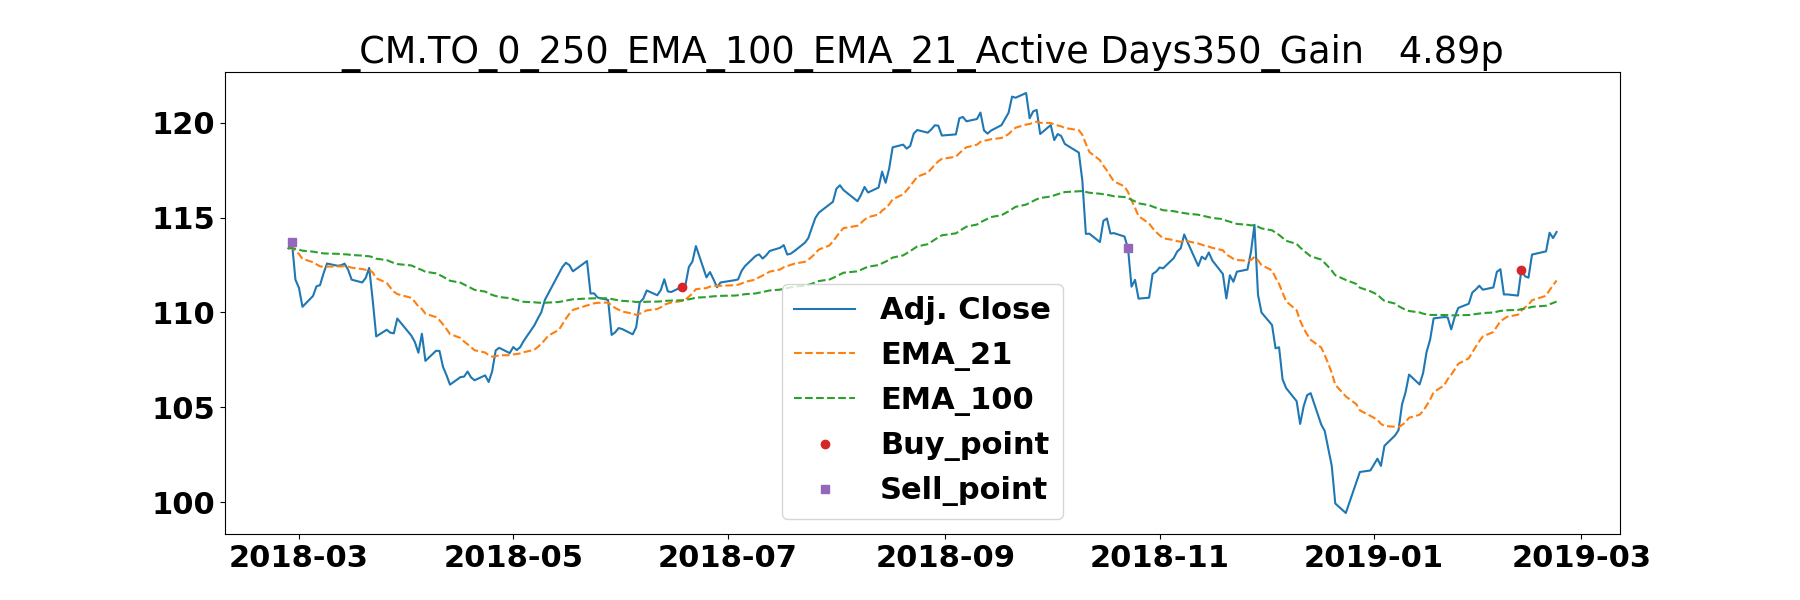 _CM.TO_0_250_EMA_100_EMA_21_Active Days350_Gain   4.89p
120
115
110
105
100
Adj. Close
EMA_21
EMA_100
Buy_point
Sell_point
2018-03 2018-05 2018-07 2018-09 2018-11 2019-01 2019-03